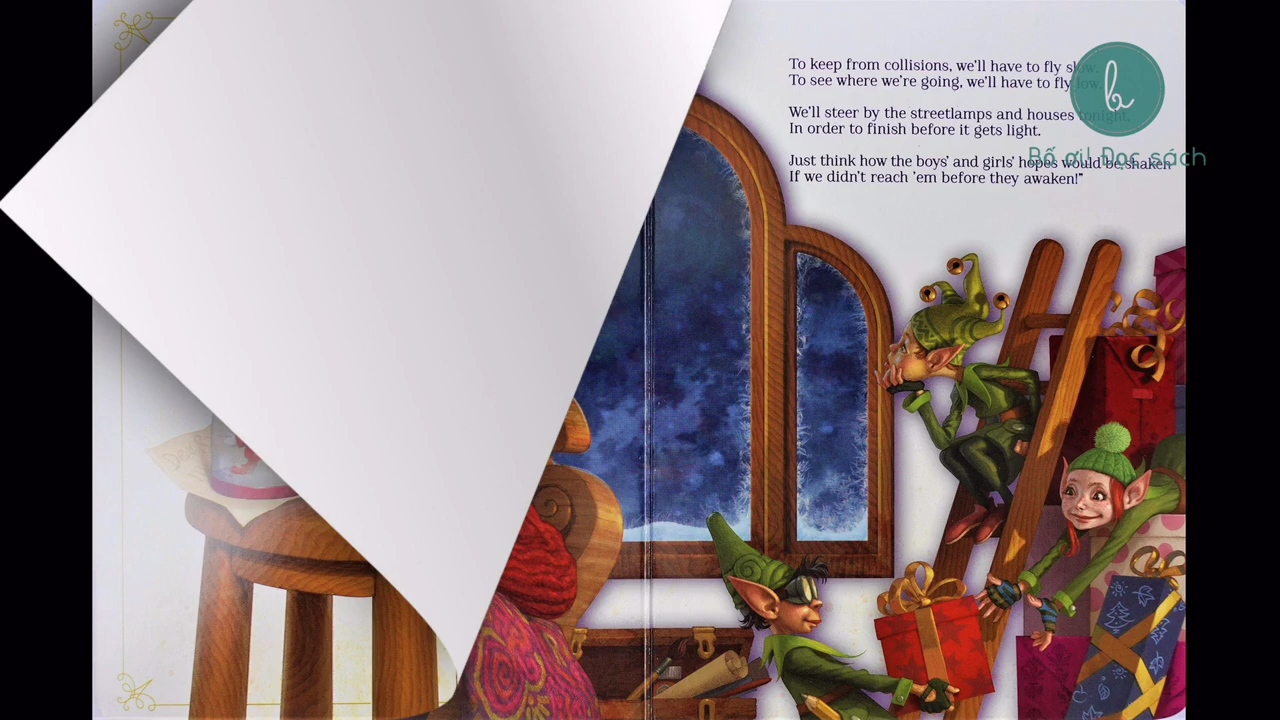 To keep from collisions, we'll have to fly slow.
To see where we're going, we'll have to fly low.
We'll steer by the streetlamps and houses tonight,
In order to finish before it gets light.
Just think how the boys' and girls' hopes would be shaken
If we didn't reach 'em before they awaken!"
b
Bố ơi! Đọc sách